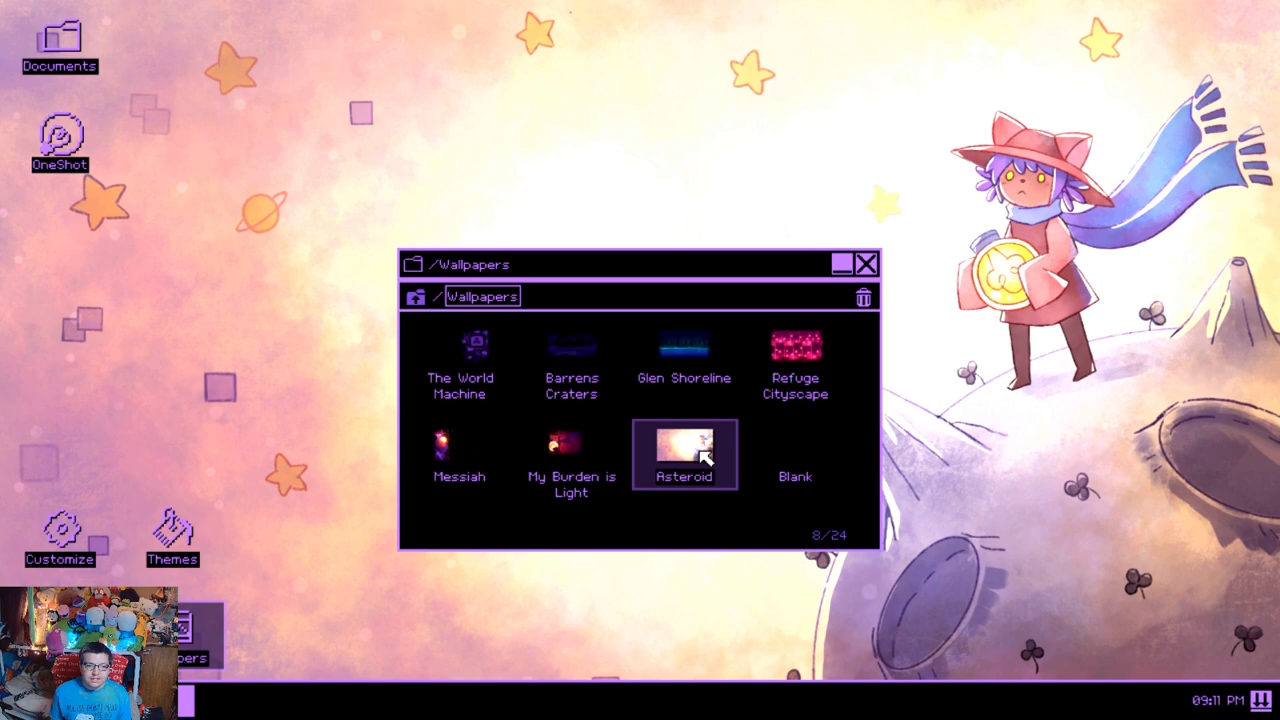 Documents
OneShot
/Wallpapers
/
Wallpapers
The World
Machine
Barrens
Craters
Glen Shoreline
Refuge
Cityscape
Messiah
My Burden is
Light
Asteroid
Blank
8/24
Customize
Themes
pers
09:11 PM